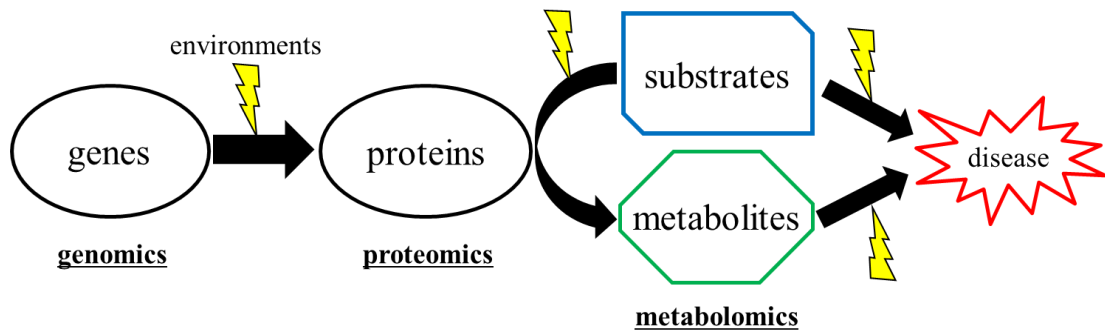 environments
genes
proteins
substrates
metabolites
disease
genomics
proteomics
metabolomics